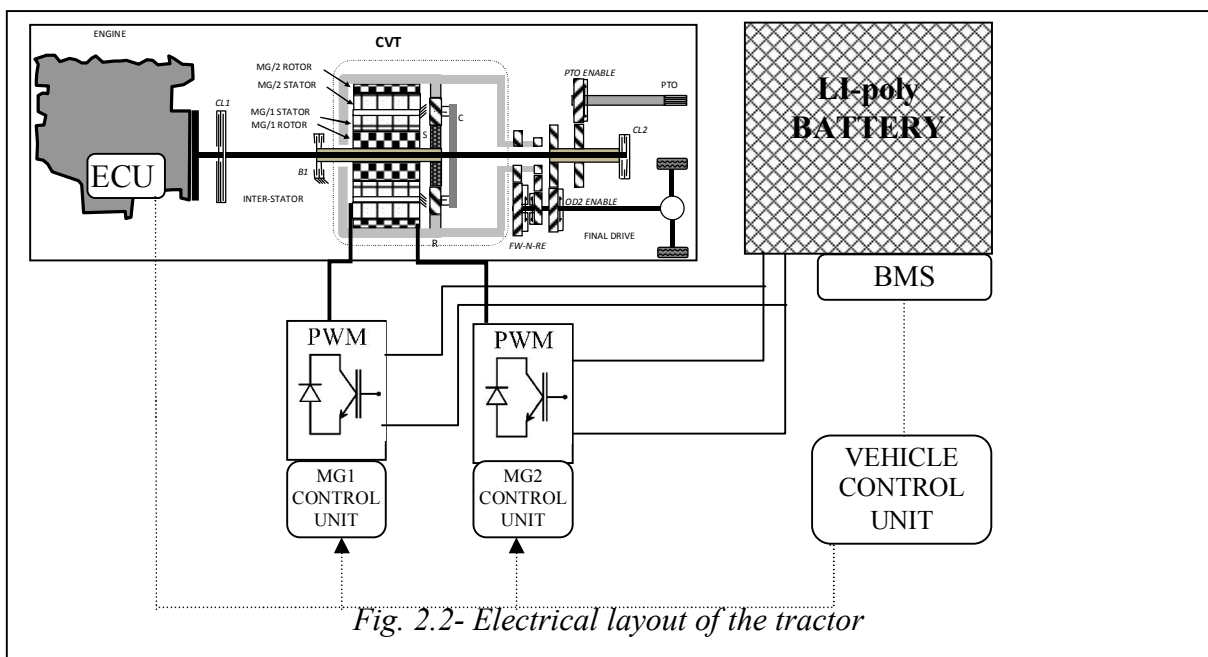 ENGINE
CVT
MG/2 ROTOR
MG/2 STATOR
MG/1 STATOR
MG/1 ROTOR
CL1
B1
INTER-STATOR
S
C
R
PTO ENABLE
PTO
CL2
OD2 ENABLE
FW-N-RE
FINAL DRIVE
ECU
LI-poly
BATTERY
BMS
PWM
PWM
MG1
CONTROL
UNIT
MG2
CONTROL
UNIT
VEHICLE
CONTROL
UNIT
Fig. 2.2- Electrical layout of the tractor